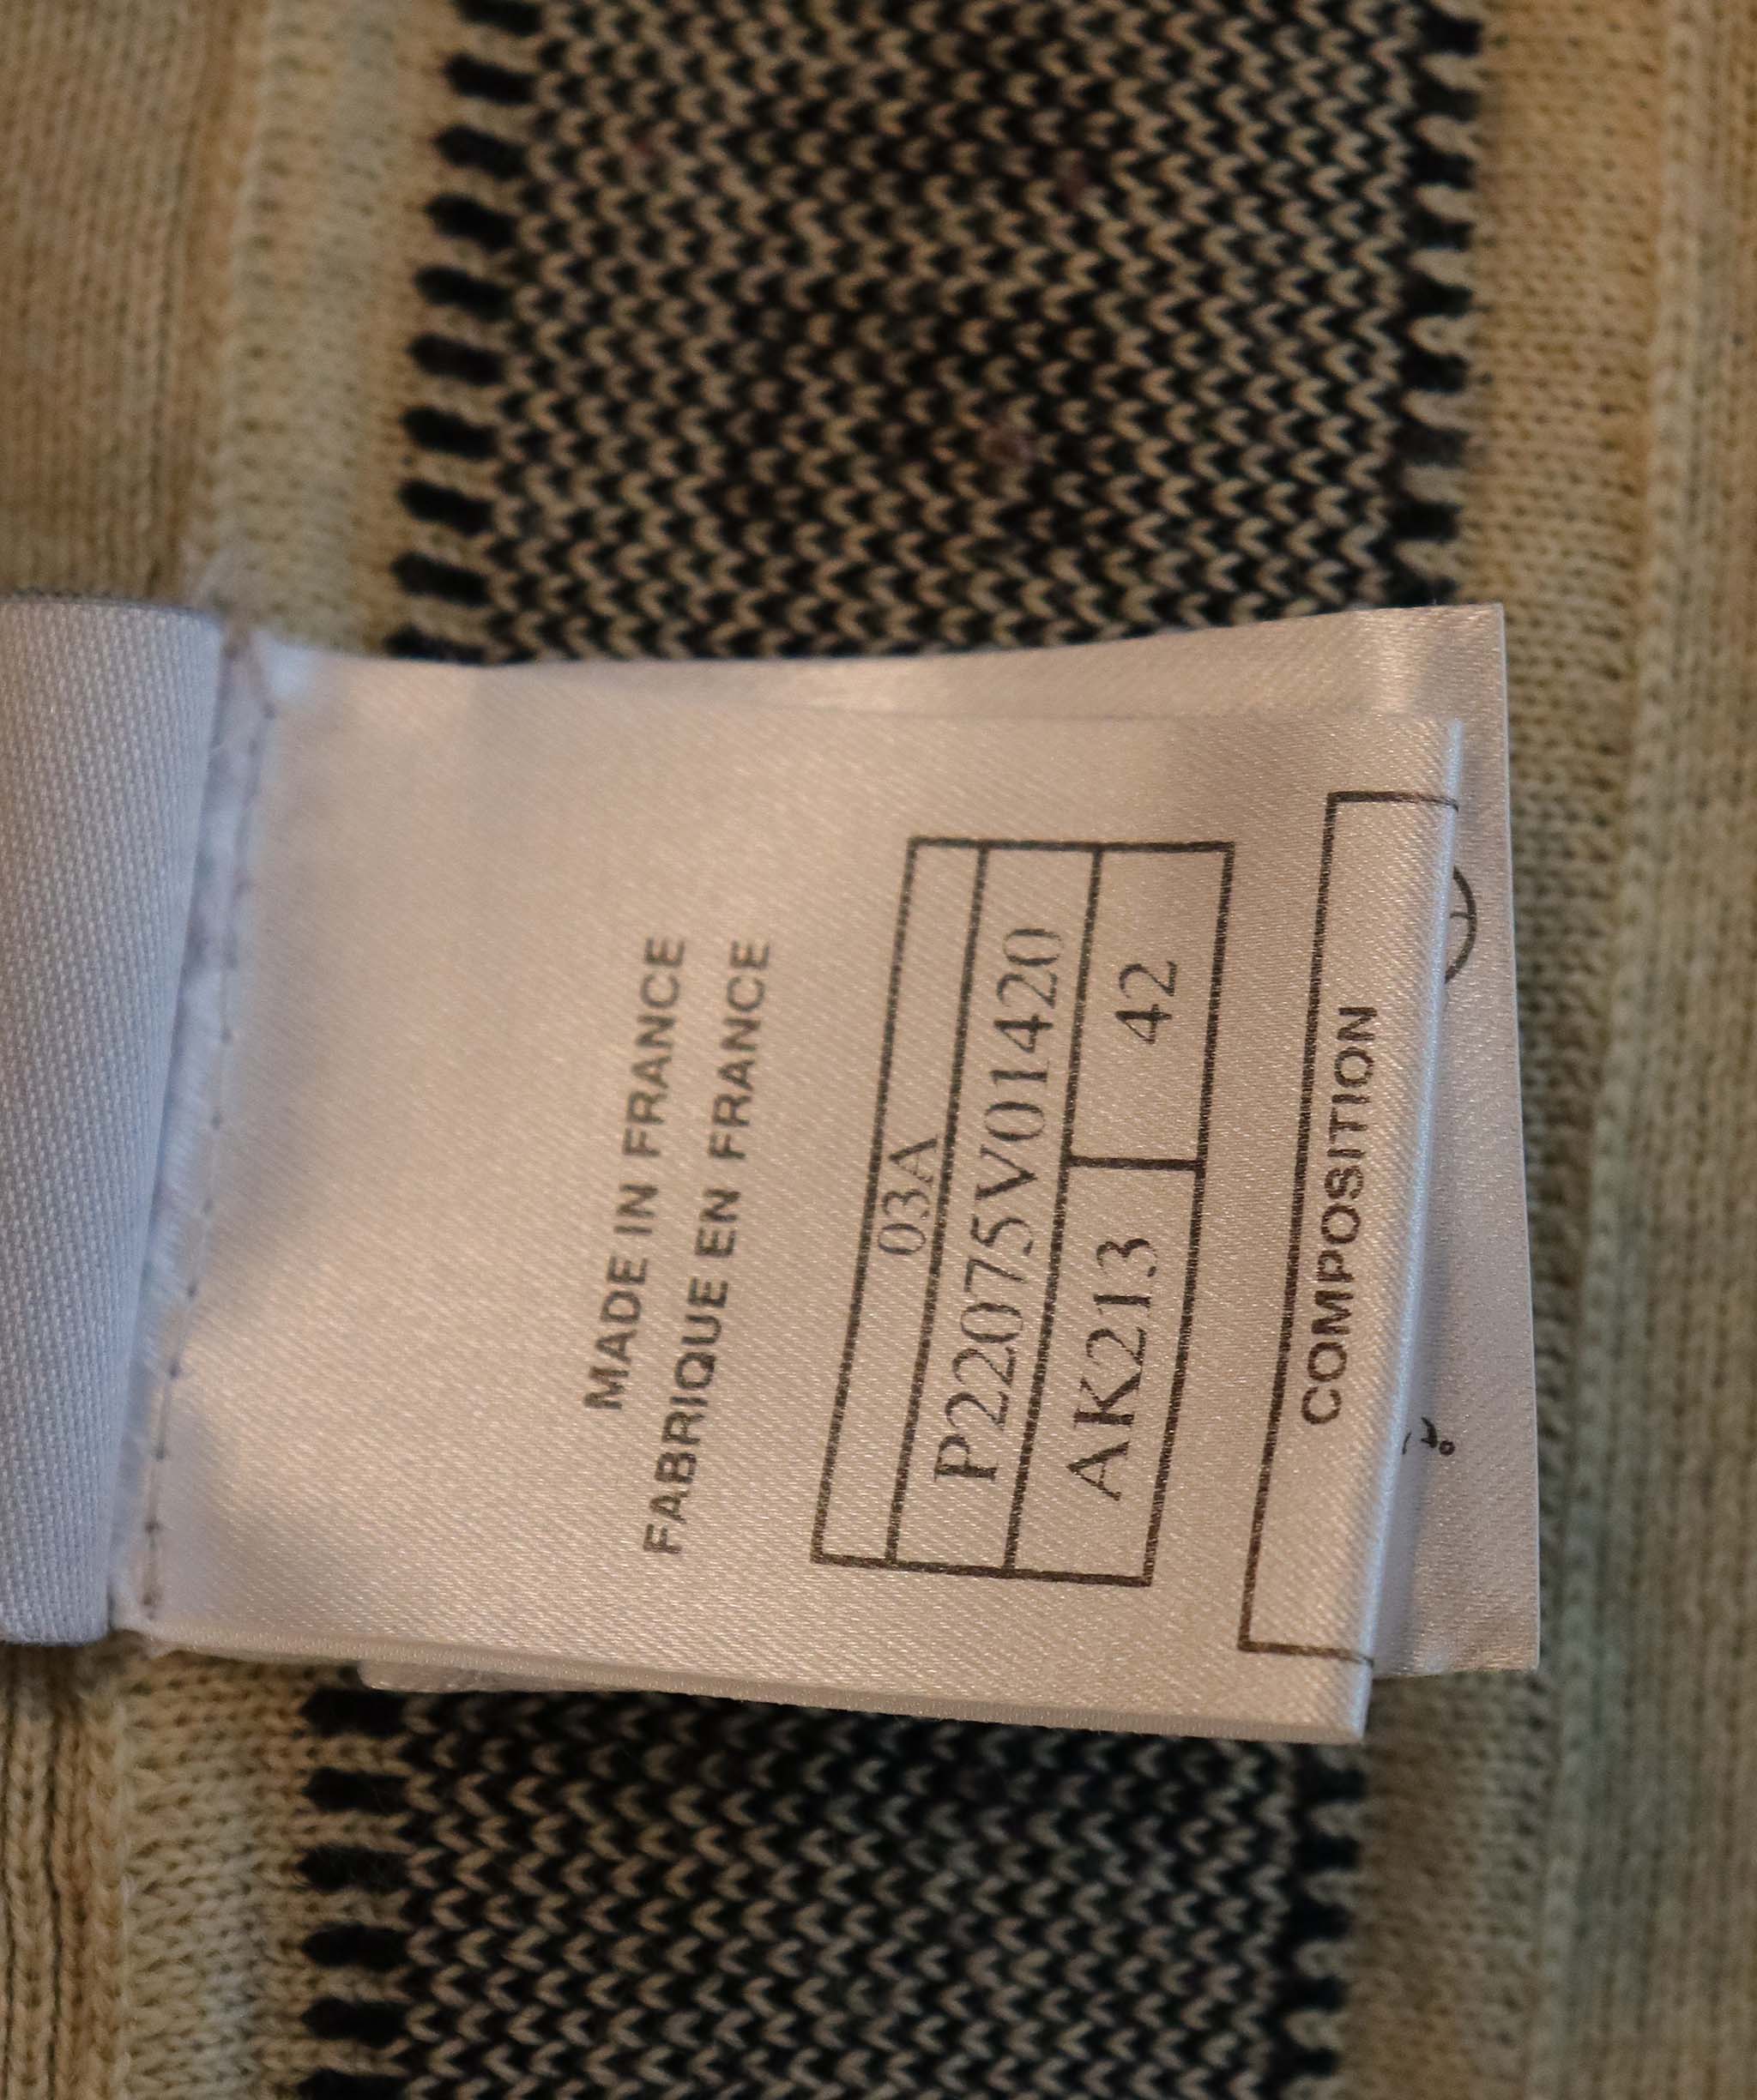 MADE IN FRANCE
FABRIQUE EN FRANCE
03A
P22075V01420
AK213 42
COMPOSITION